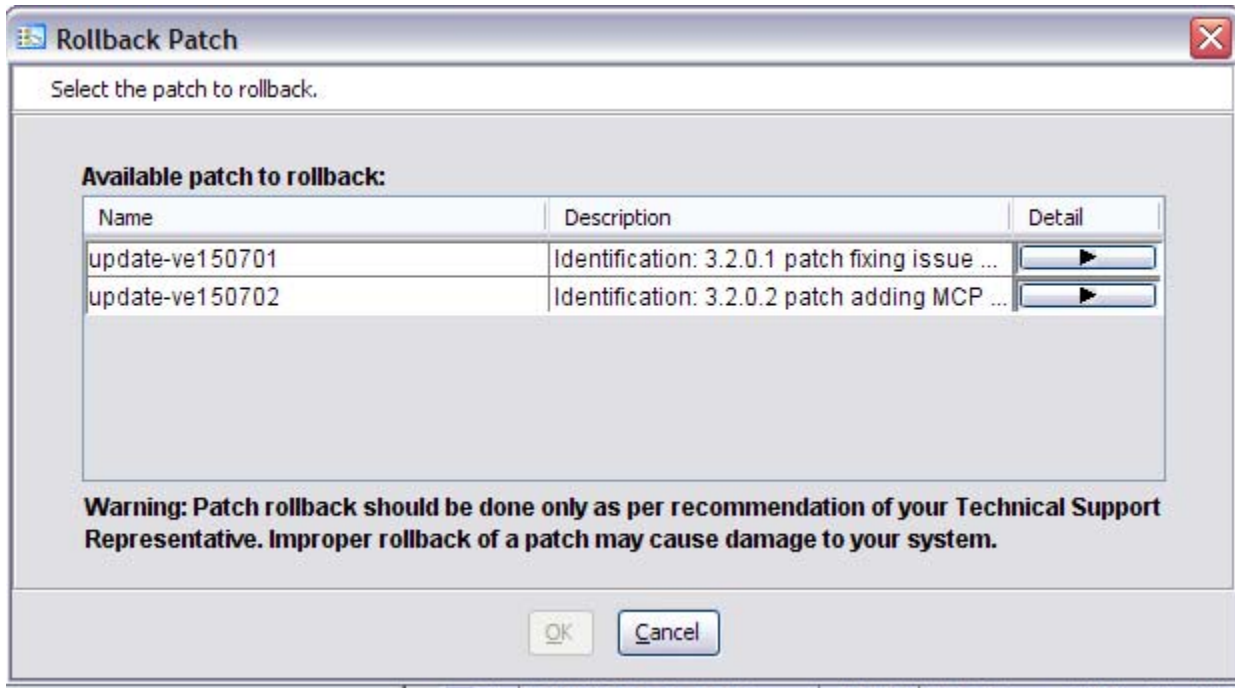 Rollback Patch
Select the patch to rollback.
Available patch to rollback:
Name Description Detail
update-ve150701 Identification: 3.2.0.1 patch fixing issue ...
update-ve150702 Identification: 3.2.0.2 patch adding MCP ...
Warning: Patch rollback should be done only as per recommendation of your Technical Support
Representative. Improper rollback of a patch may cause damage to your system.
OK Cancel